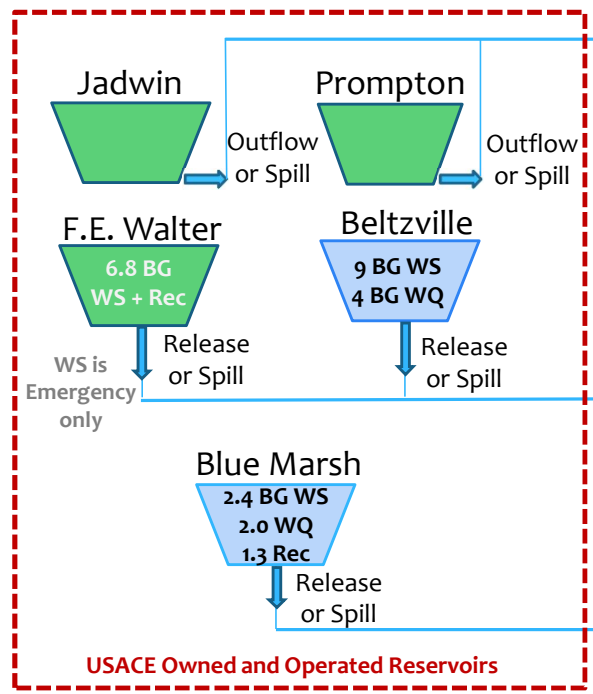 Jadwin
Prompton
Outflow
or Spill
Outflow
or Spill
F.E. Walter
Beltzville
6.8 BG
WS + Rec
9 BG WS
4 BG WQ
Release
or Spill
Release
or Spill
WS is
Emergency
only
Blue Marsh
2.4 BG WS
2.0 WQ
1.3 Rec
Release
or Spill
USACE Owned and Operated Reservoirs